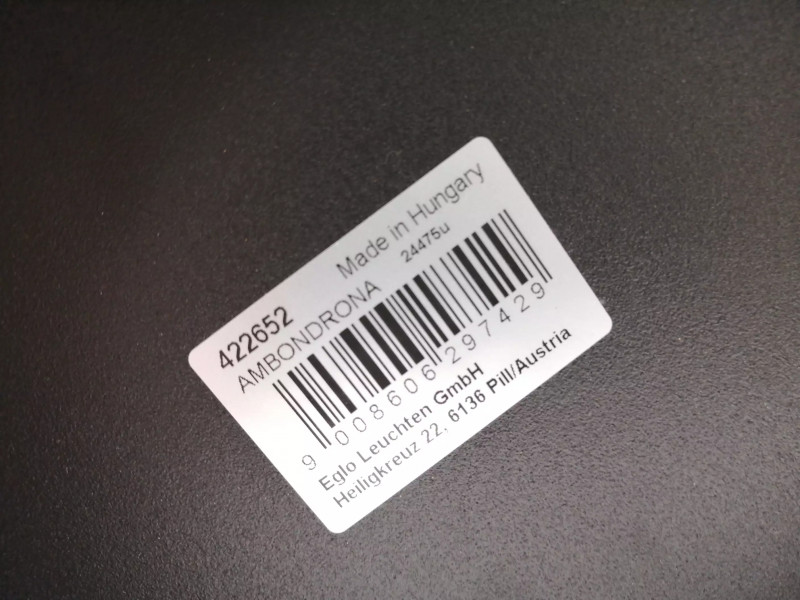 422652 Made in Hungary
AMBONDRONA 24475u
9 008606 297429
Eglo Leuchten GmbH
Heiligkreuz 22, 6136 Pill/Austria